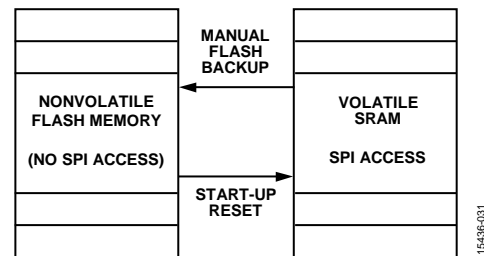 MANUAL
FLASH
BACKUP
NONVOLATILE
FLASH MEMORY
(NO SPI ACCESS)
VOLATILE
SRAM
SPI ACCESS
START-UP
RESET
15436-031